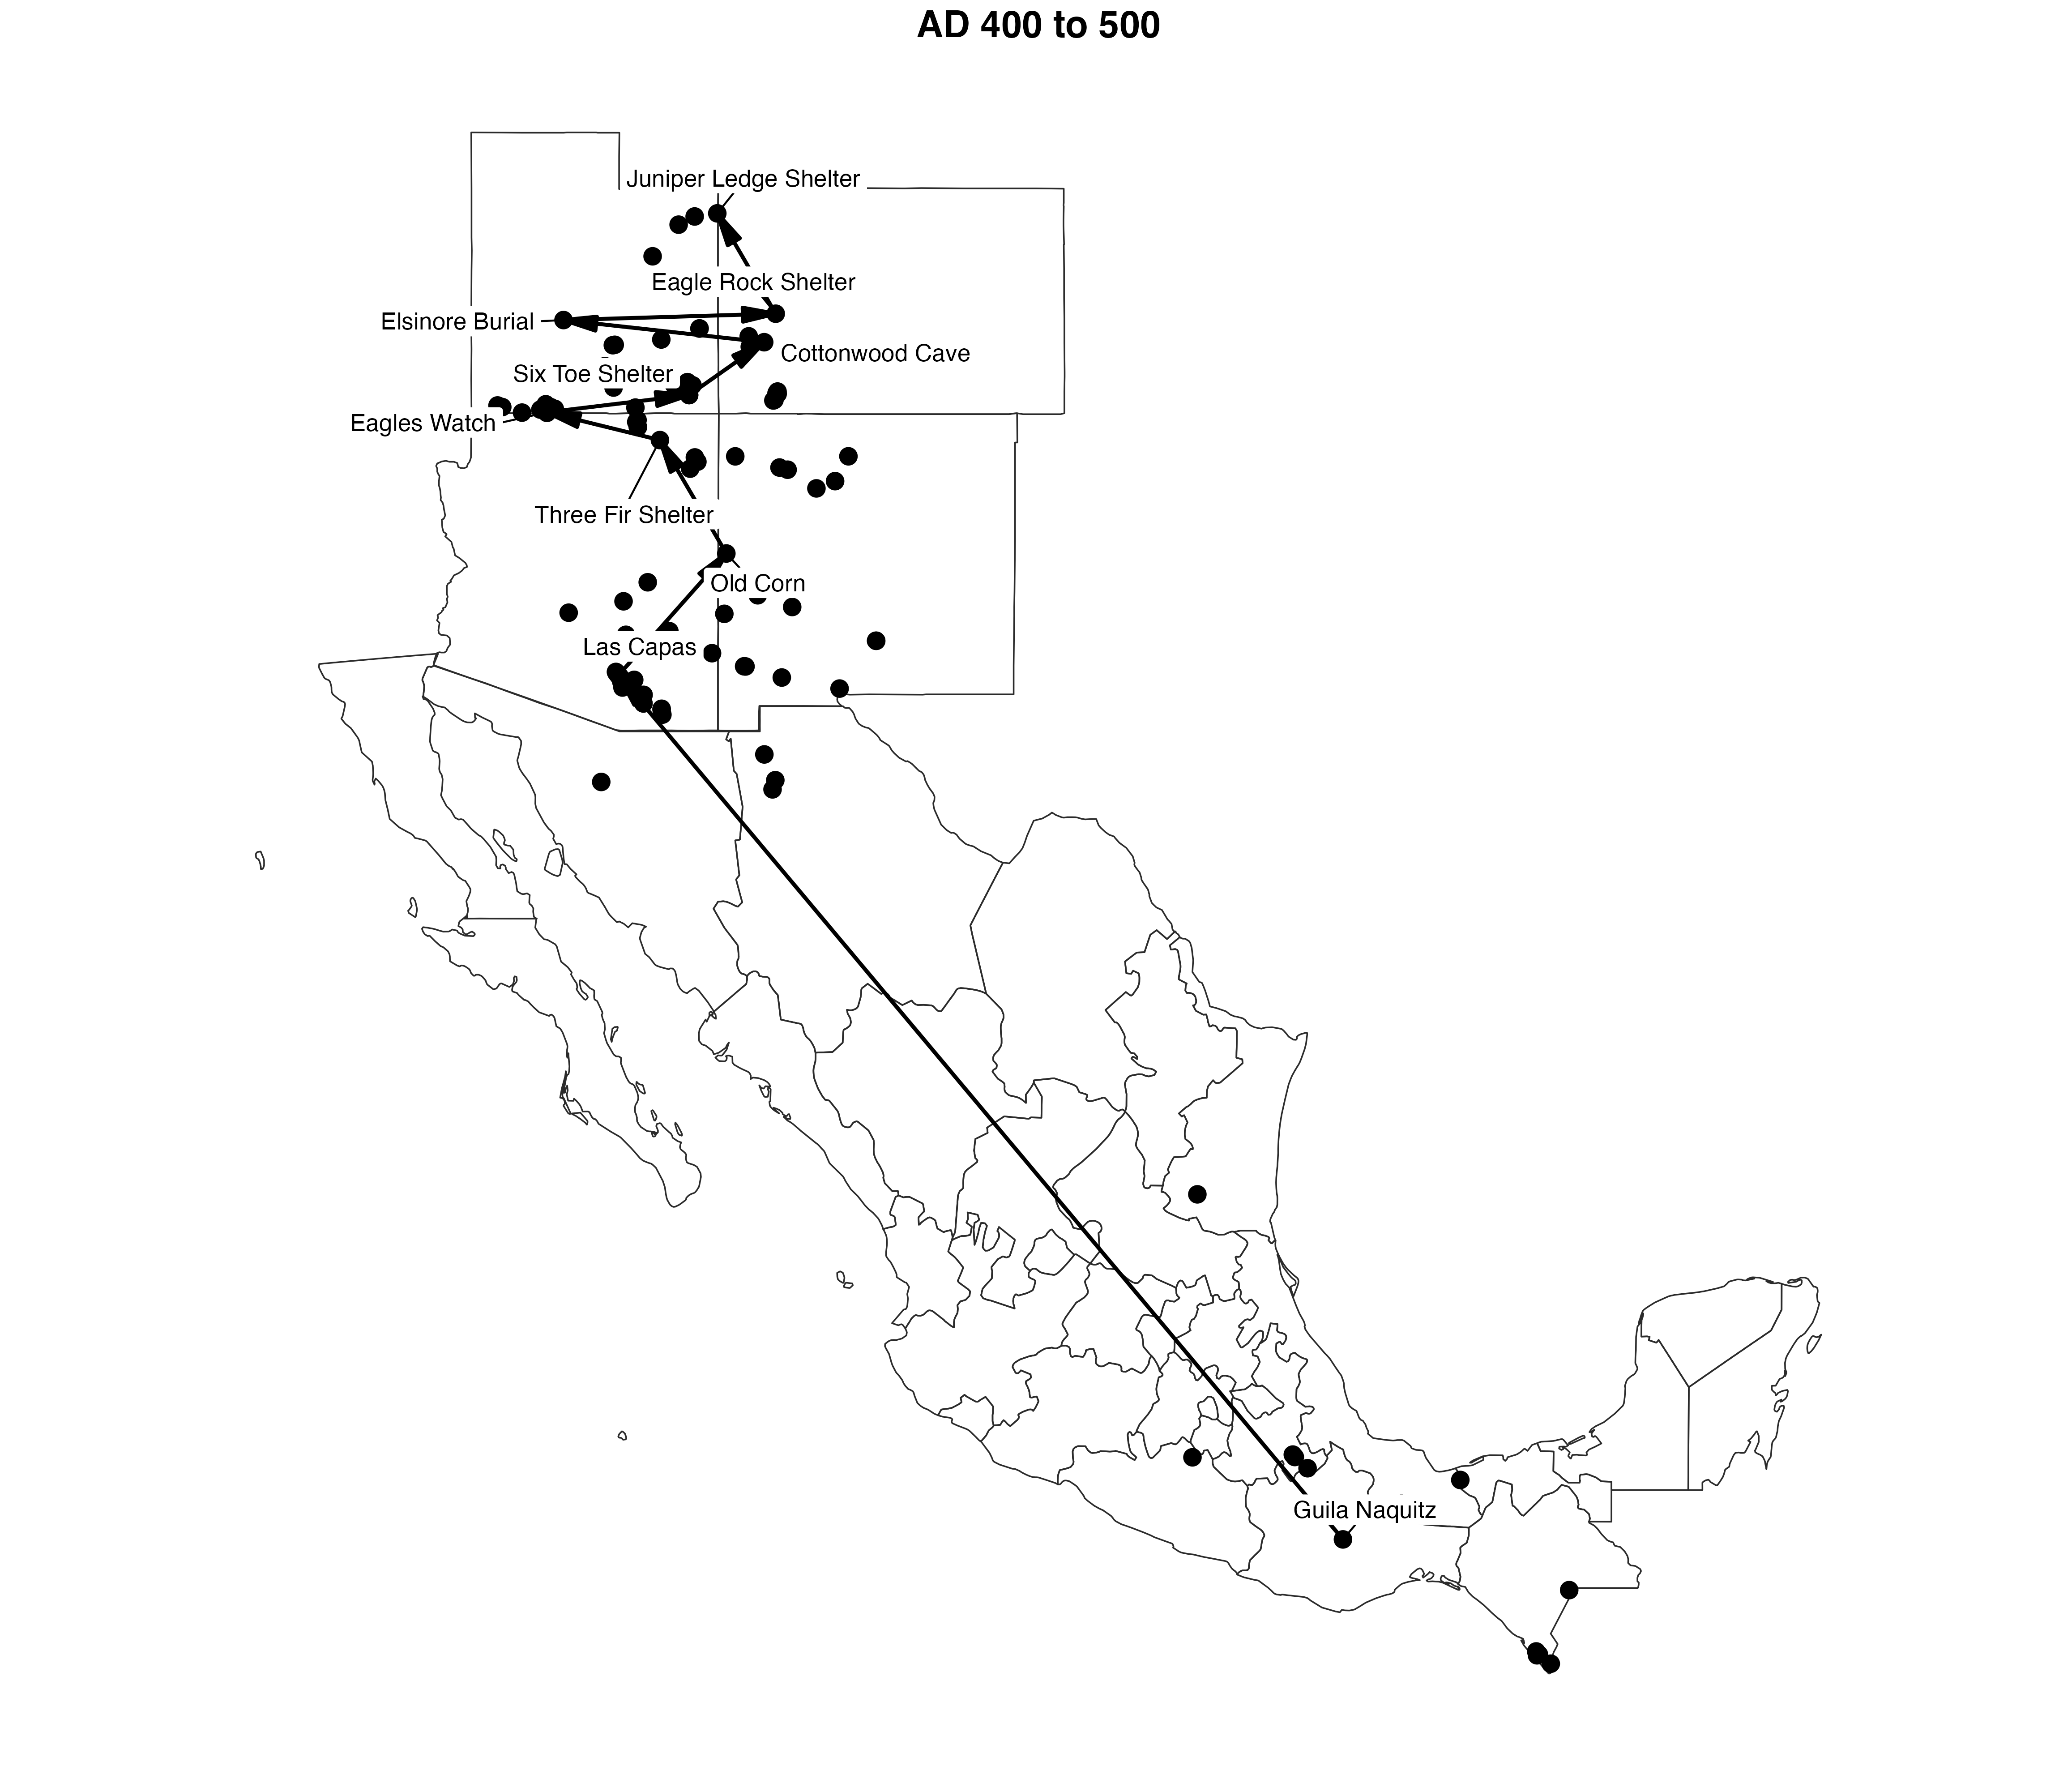 AD 400 to 500
Juniper Ledge Shelter
Eagle Rock Shelter
Elsinore Burial
Cottonwood Cave
Six Toe Shelter
Eagles Watch
Three Fir Shelter
Old Corn
Las Capas
Guila Naquitz